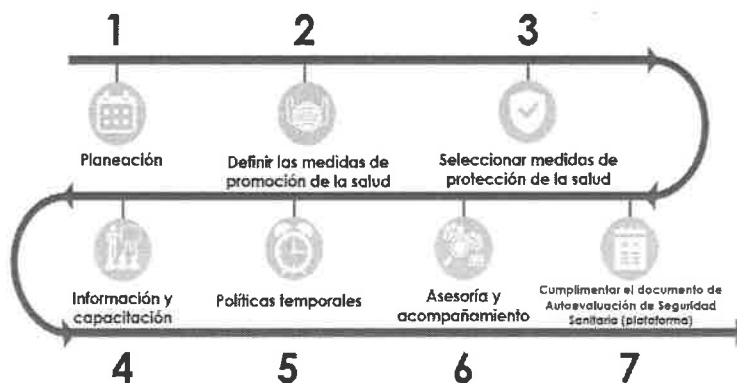 1
2
3
Planeación
Definir las medidas de
promoción de la salud
Seleccionar medidas de
protección de la salud
Información y
capacitación
Políticas temporales
Asesoría y
acompañamiento
Cumplimentar el documento de
Autoevaluación de Seguridad
Sanitaria (plataforma)
4
5
6
7